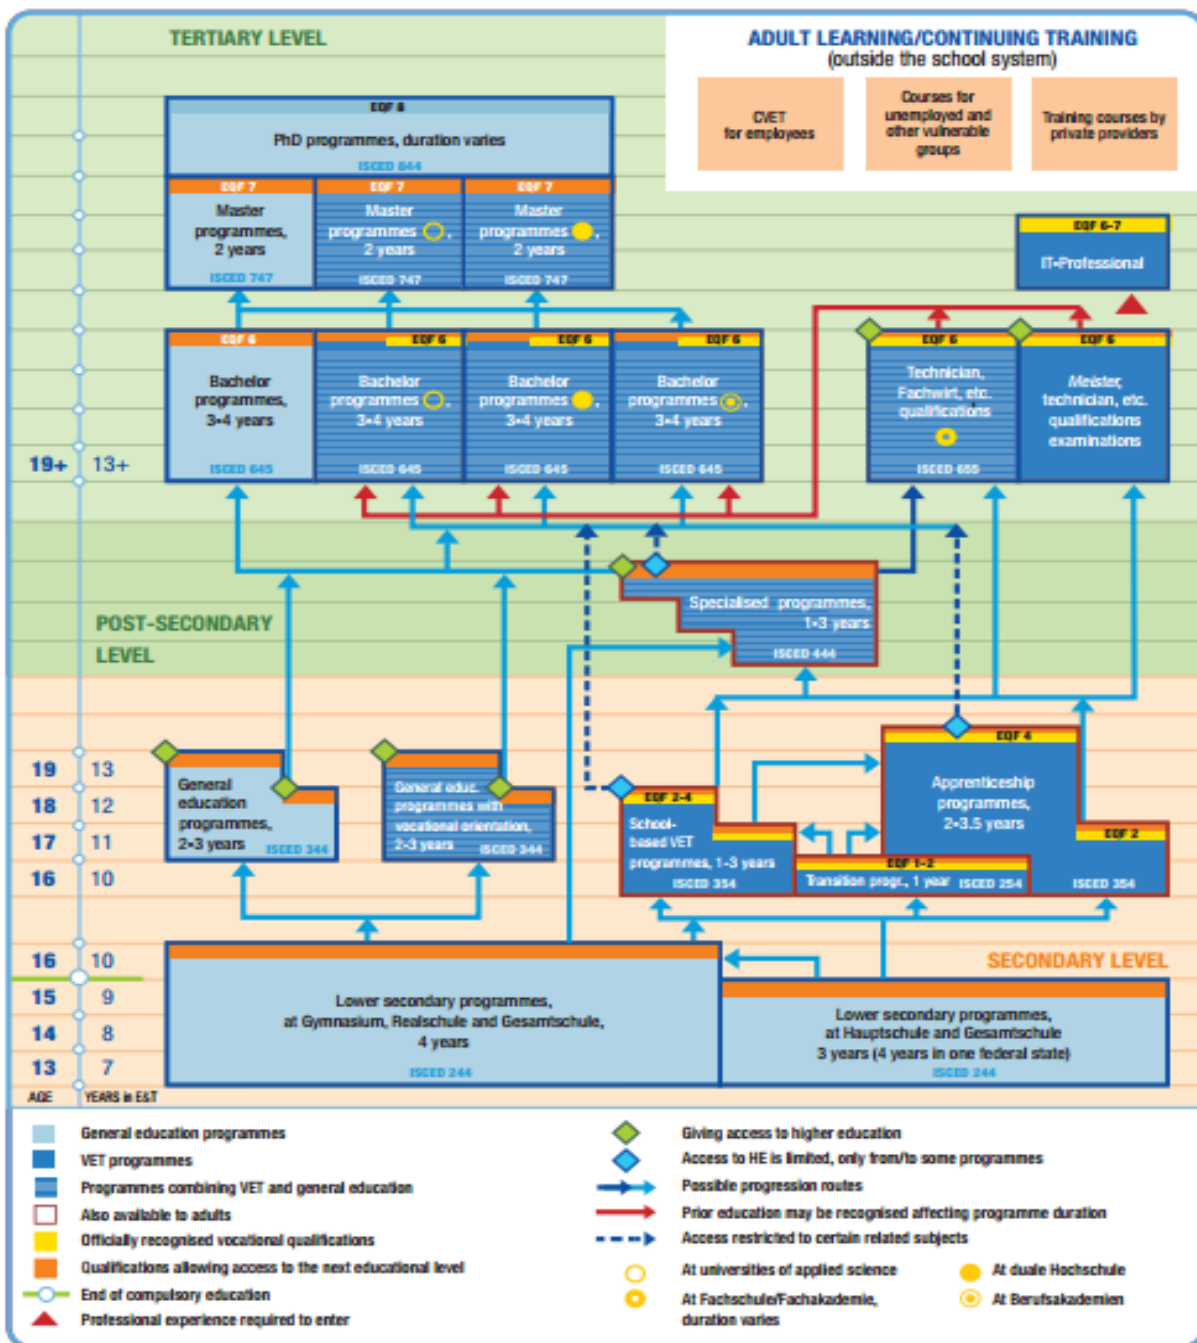 TERTIARY LEVEL
ADULT LEARNING/CONTINUING TRAINING
(outside the school system)
CVET
for employees
Courses for
unemployed and
other vulnerable
groups
Training courses by
private providers
EQF 8
PhD programmes, duration varies
ISCED 844
EQF 7
Master
programmes,
2 years
ISCED 747
EQF 7
Master
programmes ,
2 years
ISCED 747
EQF 7
Master
programmes ,
2 years
ISCED 747
EQF 6-7
IT-Professional
EQF 6
Bachelor
programmes,
3-4 years
ISCED 645
EQF 6
Bachelor
programmes ,
3-4 years
ISCED 645
EQF 6
Bachelor
programmes ,
3-4 years
ISCED 645
EQF 6
Bachelor
programmes ,
3-4 years
ISCED 645
EQF 6
Technician,
Fachwirt, etc.
qualifications
ISCED 655
EQF 6
Meister,
technician, etc.
qualifications
examinations
19+ 13+
Specialised programmes,
1-3 years
ISCED 444
POST-SECONDARY
LEVEL
General
education
programmes,
2-3 years
ISCED 344
General educ.
programmes with
vocational orientation,
2-3 years
ISCED 344
EQF 2-4
School-
based VET
programmes, 1-3 years
ISCED 354
EQF 1-2
Transition progr., 1 year
ISCED 254
EQF 4
Apprenticeship
programmes,
2-3.5 years
EQF 2
ISCED 354
19 13
18 12
17 11
16 10
SECONDARY LEVEL
16 10
15 9
14 8
13 7
AGE YEARS in E&T
Lower secondary programmes,
at Gymnasium, Realschule and Gesamtschule,
4 years
ISCED 244
Lower secondary programmes,
at Hauptschule and Gesamtschule
3 years (4 years in one federal state)
ISCED 244
General education programmes
VET programmes
Programmes combining VET and general education
Also available to adults
Officially recognised vocational qualifications
Qualifications allowing access to the next educational level
End of compulsory education
Professional experience required to enter
Giving access to higher education
Access to HE is limited, only from/to some programmes
Possible progression routes
Prior education may be recognised affecting programme duration
Access restricted to certain related subjects
At universities of applied science
At duale Hochschule
At Fachschule/Fachakademie,
duration varies
At Berufsakademien